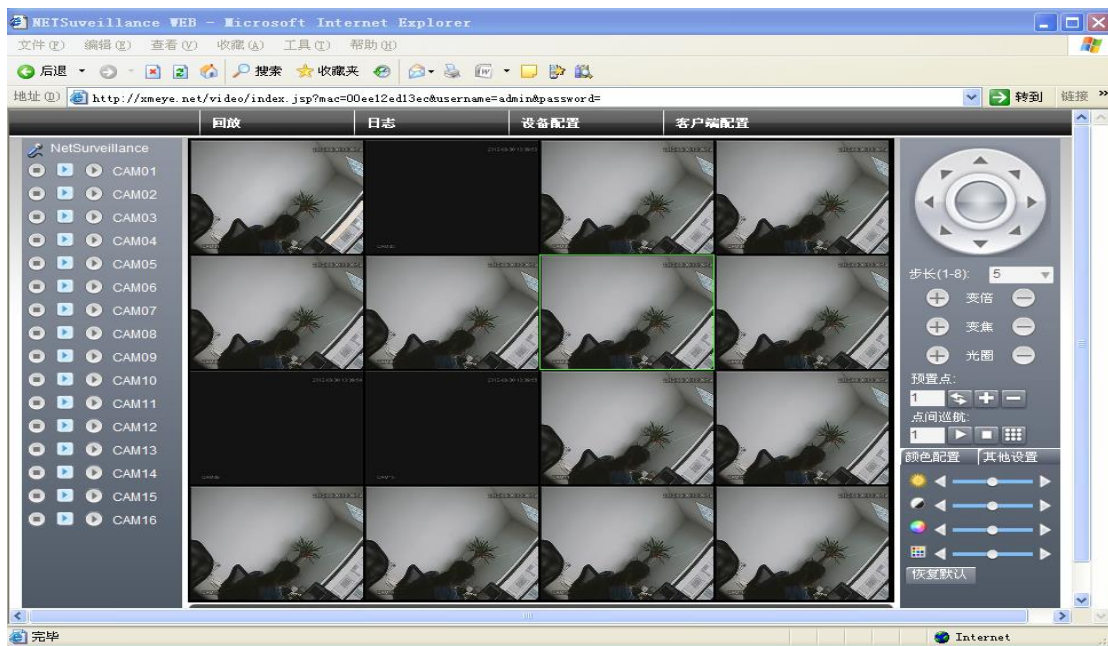 NETSuveillance WEB - Microsoft Internet Explorer
文件(F) 编辑(E) 查看(V) 收藏(A) 工具(T) 帮助(H)
后退 搜索 收藏夹
地址(D) http://xmeye.net/video/index.jsp?mac=00ee12ed13ec&username=admin&password= 转到 链接 »
回放 日志 设备配置 客户端配置
NetSurveillance
CAM01
CAM02
CAM03
CAM04
CAM05
CAM06
CAM07
CAM08
CAM09
CAM10
CAM11
CAM12
CAM13
CAM14
CAM15
CAM16
步长(1-8): 5
变倍
变焦
光圈
预置点:
1
点间巡航:
1
颜色配置 其他设置
恢复默认
完毕 Internet